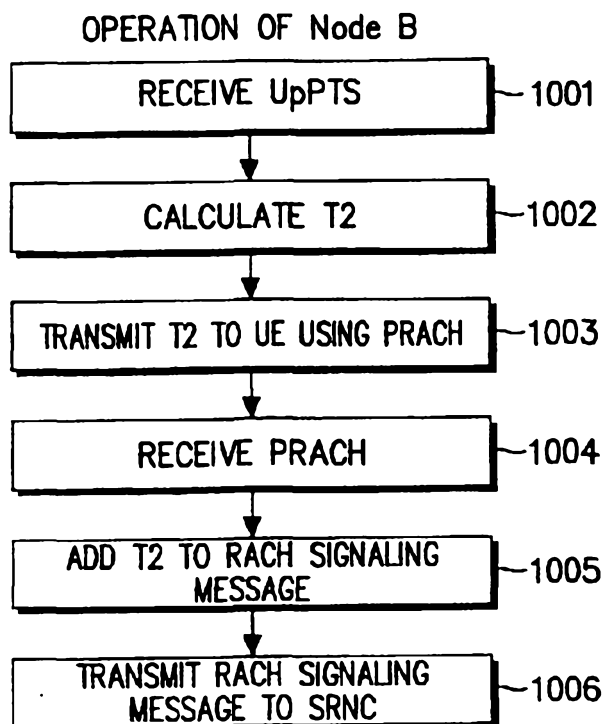 OPERATION OF Node B
RECEIVE UpPTS
1001
CALCULATE T2
1002
TRANSMIT T2 TO UE USING PRACH
1003
RECEIVE PRACH
1004
ADD T2 TO RACH SIGNALING
MESSAGE
1005
TRANSMIT RACH SIGNALING
MESSAGE TO SRNC
1006